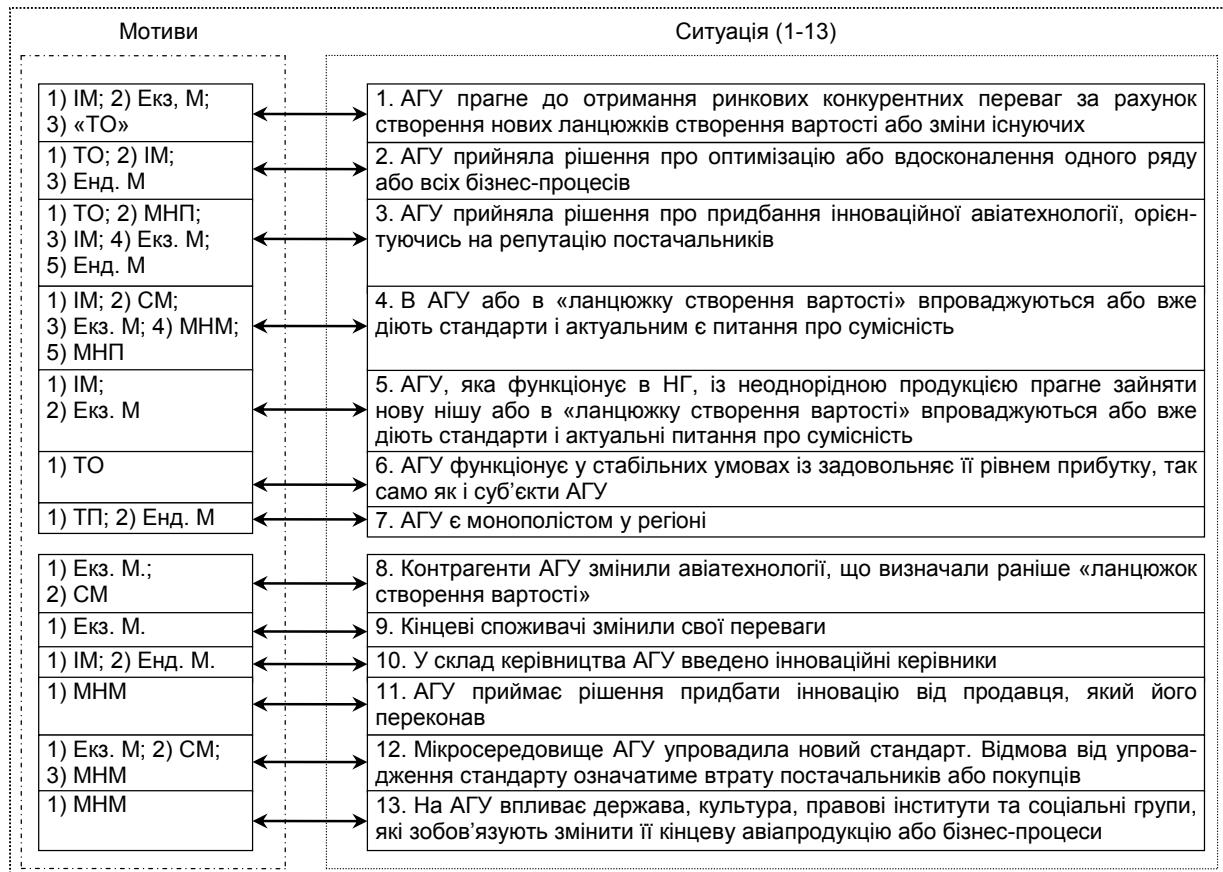 Мотиви
Ситуація (1-13)
1) ІМ; 2) Екз, М;
3) «ТО»
1. АГУ прагне до отримання ринкових конкурентних переваг за рахунок
створення нових ланцюжків створення вартості або зміни існуючих
1) ТО; 2) ІМ;
3) Енд. М
2. АГУ прийняла рішення про оптимізацію або вдосконалення одного ряду
або всіх бізнес-процесів
1) ТО; 2) МНП;
3) ІМ; 4) Екз. М;
5) Енд. М
3. АГУ прийняла рішення про придбання інноваційної авіатехнології, орієн-
туючись на репутацію постачальників
1) ІМ; 2) СМ;
3) Екз. М; 4) МНМ;
5) МНП
4. В АГУ або в «ланцюжку створення вартості» впроваджуються або вже
діють стандарти і актуальним є питання про сумісність
1) ІМ;
2) Екз. М
5. АГУ, яка функціонує в НГ, із неоднорідною продукцією прагне зайняти
нову нішу або в «ланцюжку створення вартості» впроваджуються або вже
діють стандарти і актуальні питання про сумісність
1) ТО
6. АГУ функціонує у стабільних умовах із задовольняє її рівнем прибутку, так
само як і суб’єкти АГУ
1) ТП; 2) Енд. М
7. АГУ є монополістом у регіоні
1) Екз. М.;
2) СМ
8. Контрагенти АГУ змінили авіатехнології, що визначали раніше «ланцюжок
створення вартості»
1) Екз. М.
9. Кінцеві споживачі змінили свої переваги
1) ІМ; 2) Енд. М.
10. У склад керівництва АГУ введено інноваційні керівники
1) МНМ
11. АГУ приймає рішення придбати інновацію від продавця, який його
переконав
1) Екз. М; 2) СМ;
3) МНМ
12. Мікросередовище АГУ упровадила новий стандарт. Відмова від упрова-
дження стандарту означатиме втрату постачальників або покупців
1) МНМ
13. На АГУ впливає держава, культура, правові інститути та соціальні групи,
які зобов’язують змінити її кінцеву авіапродукцію або бізнес-процеси